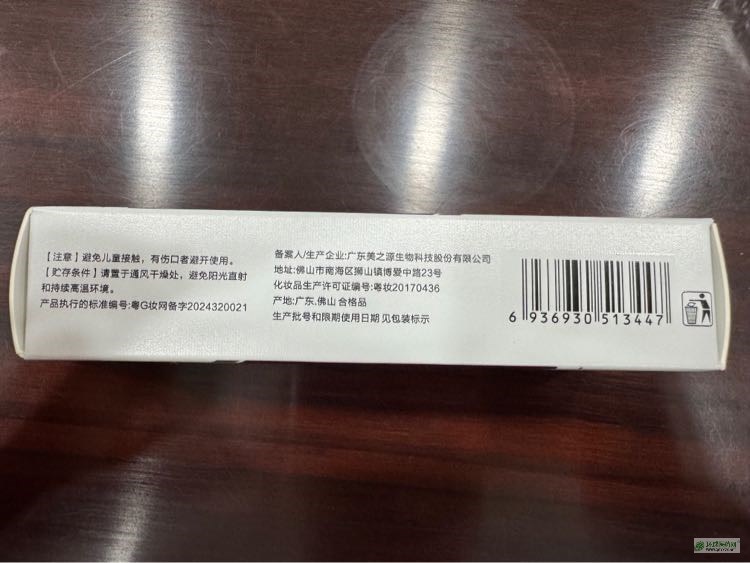 【注意】避免儿童接触，有伤口者避开使用。
【贮存条件】请置于通风干燥处，避免阳光直射
和持续高温环境。
产品执行的标准编号:粤G妆网备字2024320021
备案人/生产企业:广东美之源生物科技股份有限公司
地址:佛山市南海区狮山镇博爱中路23号
化妆品生产许可证编号:粤妆20170436
产地:广东.佛山 合格品
生产批号和限期使用日期见包装标示
6 936930 513447